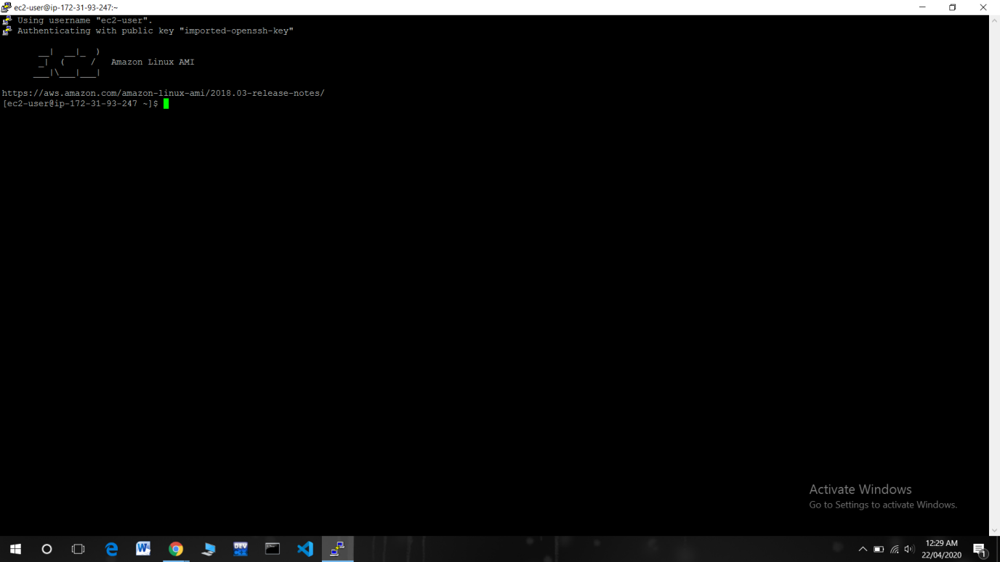 ec2-user@ip-172-31-93-247:~
Using username "ec2-user".
Authenticating with public key "imported-openssh-key"
       __|  __|_  )
       _|  (     /   Amazon Linux AMI
      ___|\___|___|
https://aws.amazon.com/amazon-linux-ami/2018.03-release-notes/
[ec2-user@ip-172-31-93-247 ~]$
Activate Windows
Go to Settings to activate Windows.
DEV
C++
12:29 AM
22/04/2020
1